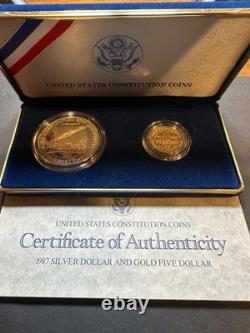 UNITED STATES CONSTITUTION COINS
UNITED STATES CONSTITUTION COINS
Certificate of Authenticity
1987 SILVER DOLLAR AND GOLD FIVE DOLLAR